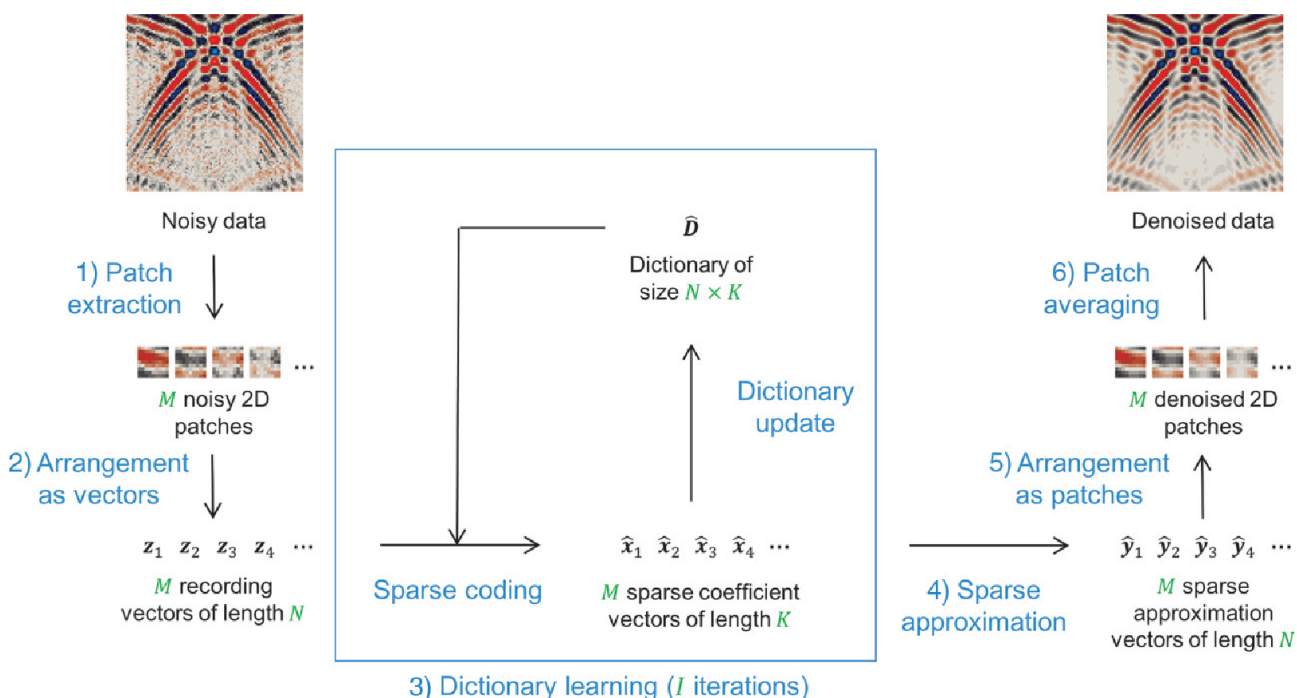 Noisy data
1) Patch
extraction
M noisy 2D
patches
2) Arrangement
as vectors
z₁ z₂ z₃ z₄ ⋯
M recording
vectors of length N
D̂
Dictionary of
size N × K
Dictionary
update
Sparse coding
x̂₁ x̂₂ x̂₃ x̂₄ ⋯
M sparse coefficient
vectors of length K
3) Dictionary learning (I iterations)
4) Sparse
approximation
ŷ₁ ŷ₂ ŷ₃ ŷ₄ ⋯
M sparse
approximation
vectors of length N
5) Arrangement
as patches
...
M denoised 2D
patches
6) Patch
averaging
Denoised data